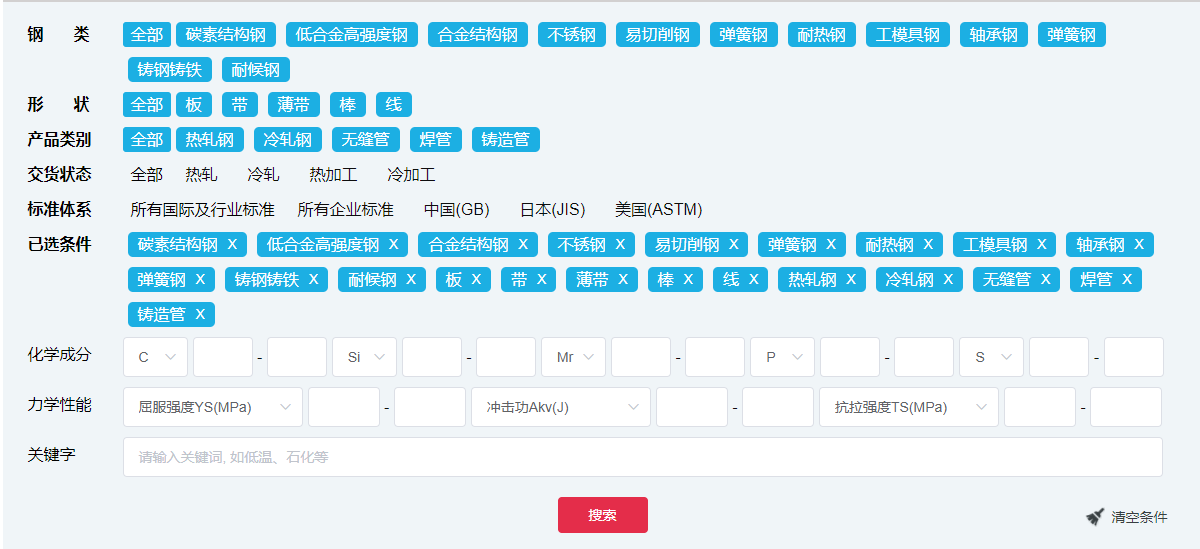 钢 类 全部 碳素结构钢 低合金高强度钢 合金结构钢 不锈钢 易切削钢 弹簧钢 耐热钢 工模具钢 轴承钢 弹簧钢
铸钢铸铁 耐候钢
形 状 全部 板 带 薄带 棒 线
产品类别 全部 热轧钢 冷轧钢 无缝管 焊管 铸造管
交货状态 全部 热轧 冷轧 热加工 冷加工
标准体系 所有国际及行业标准 所有企业标准 中国(GB) 日本(JIS) 美国(ASTM)
已选条件 碳素结构钢 X 低合金高强度钢 X 合金结构钢 X 不锈钢 X 易切削钢 X 弹簧钢 X 耐热钢 X 工模具钢 X 轴承钢 X
弹簧钢 X 铸钢铸铁 X 耐候钢 X 板 X 带 X 薄带 X 棒 X 线 X 热轧钢 X 冷轧钢 X 无缝管 X 焊管 X
铸造管 X
化学成分 C - Si - Mr - P - S -
力学性能 屈服强度YS(MPa) - 冲击功Akv(J) - 抗拉强度TS(MPa) -
关键字 请输入关键词, 如低温、石化等
搜索 清空条件